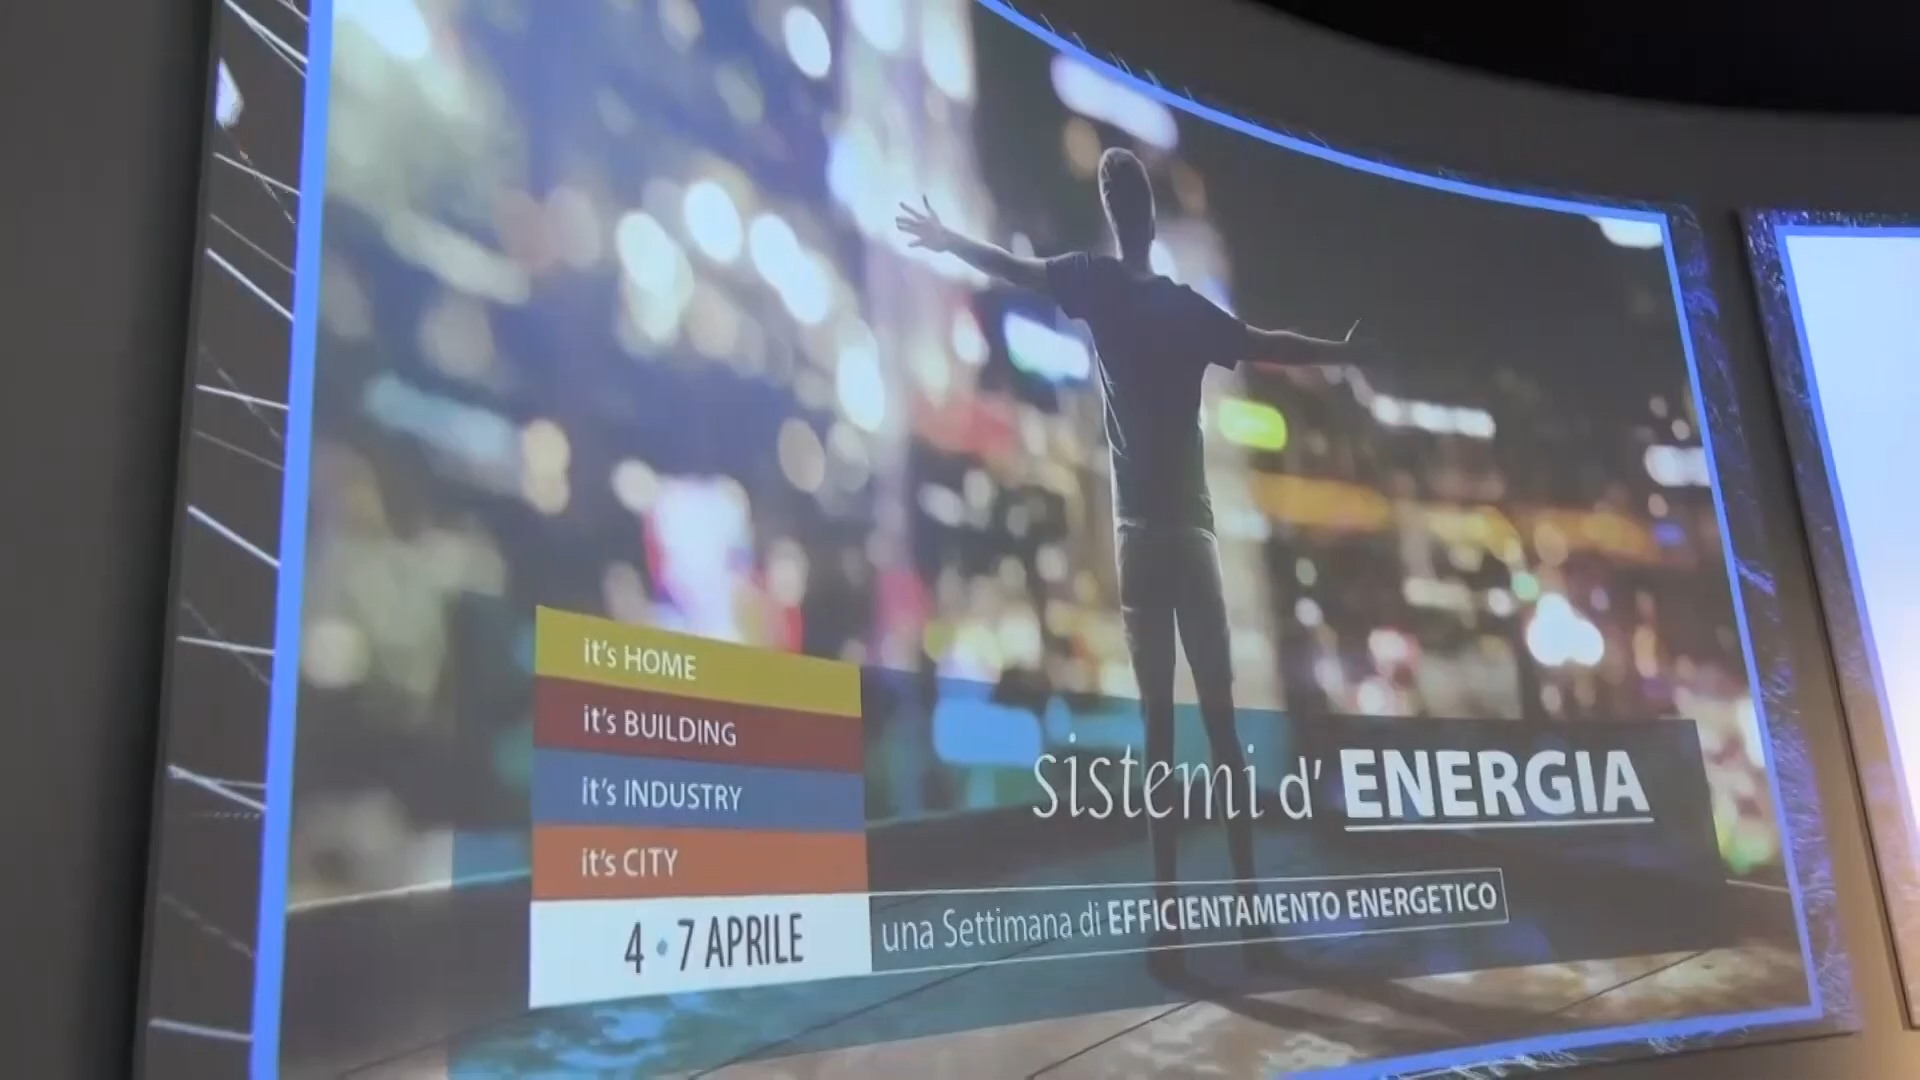 it's HOME
it's BUILDING
it's INDUSTRY
it's CITY
4 • 7 APRILE
sistemi d' ENERGIA
una Settimana di EFFICIENTAMENTO ENERGETICO